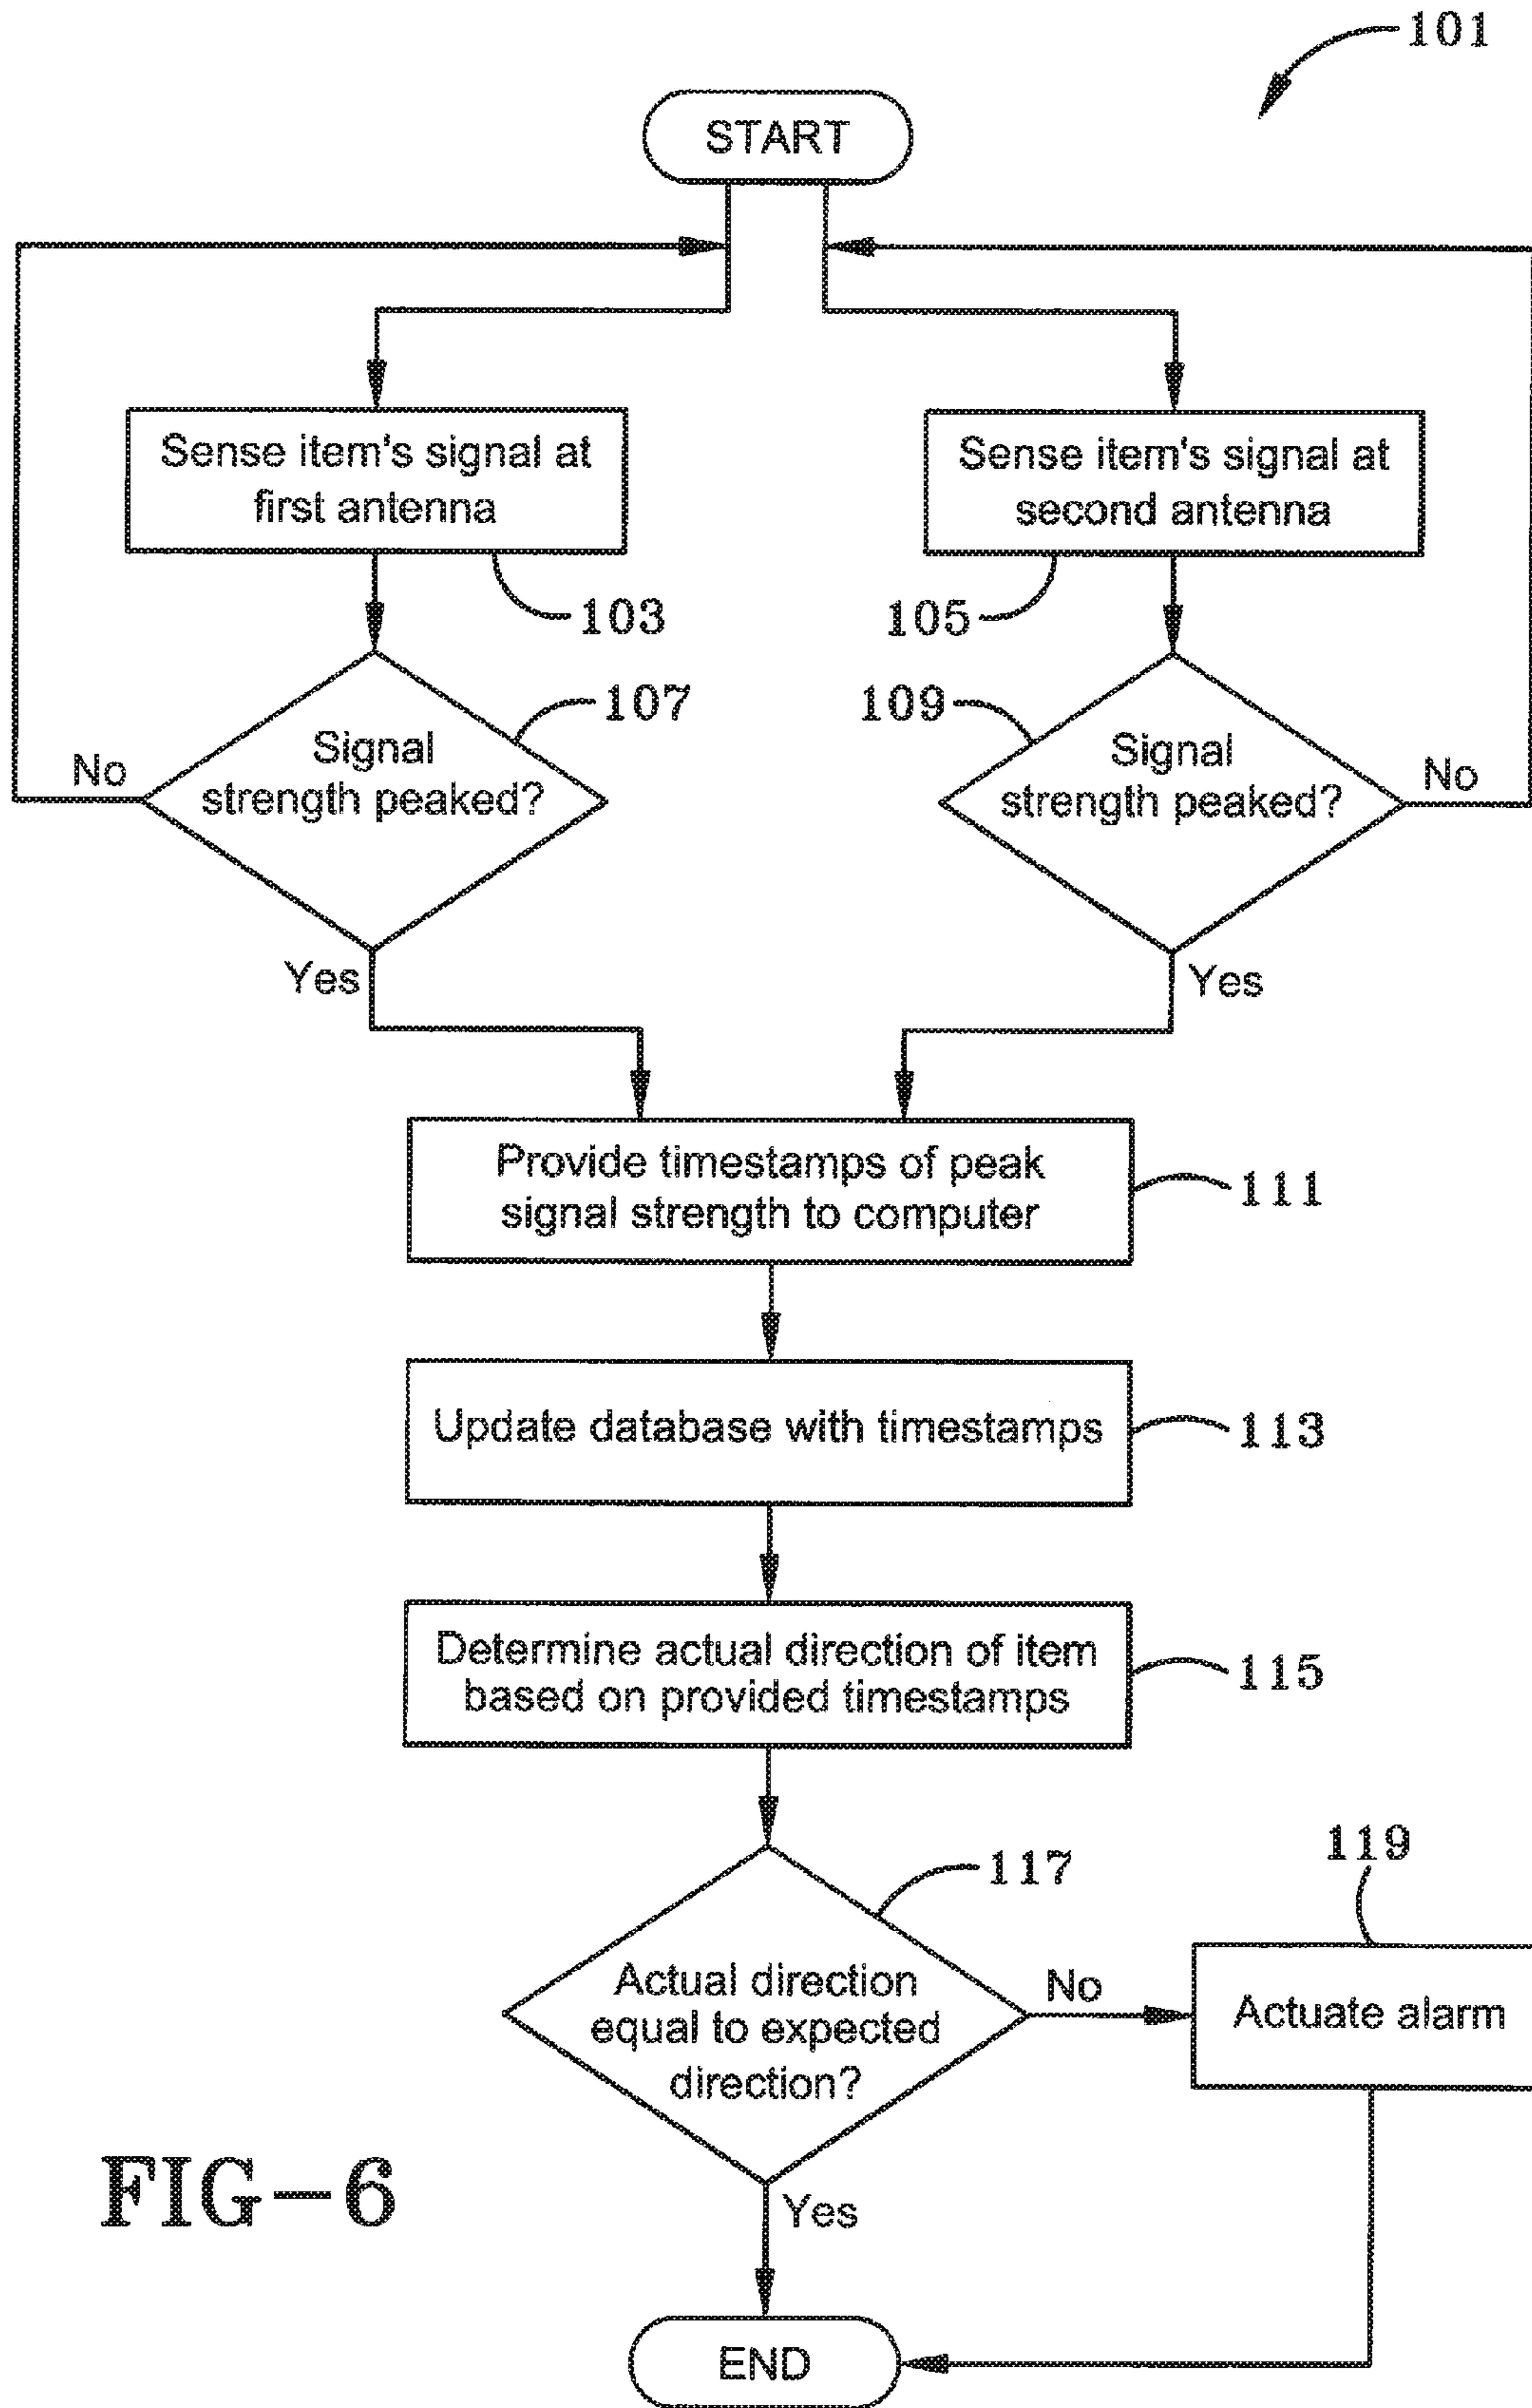 101
START
Sense item's signal at
first antenna
103
Sense item's signal at
second antenna
105
Signal
strength peaked?
107
No
Yes
Signal
strength peaked?
109
No
Yes
Provide timestamps of peak
signal strength to computer
111
Update database with timestamps
113
Determine actual direction of item
based on provided timestamps
115
Actual direction
equal to expected
direction?
117
No
Actuate alarm
119
Yes
END
FIG-6